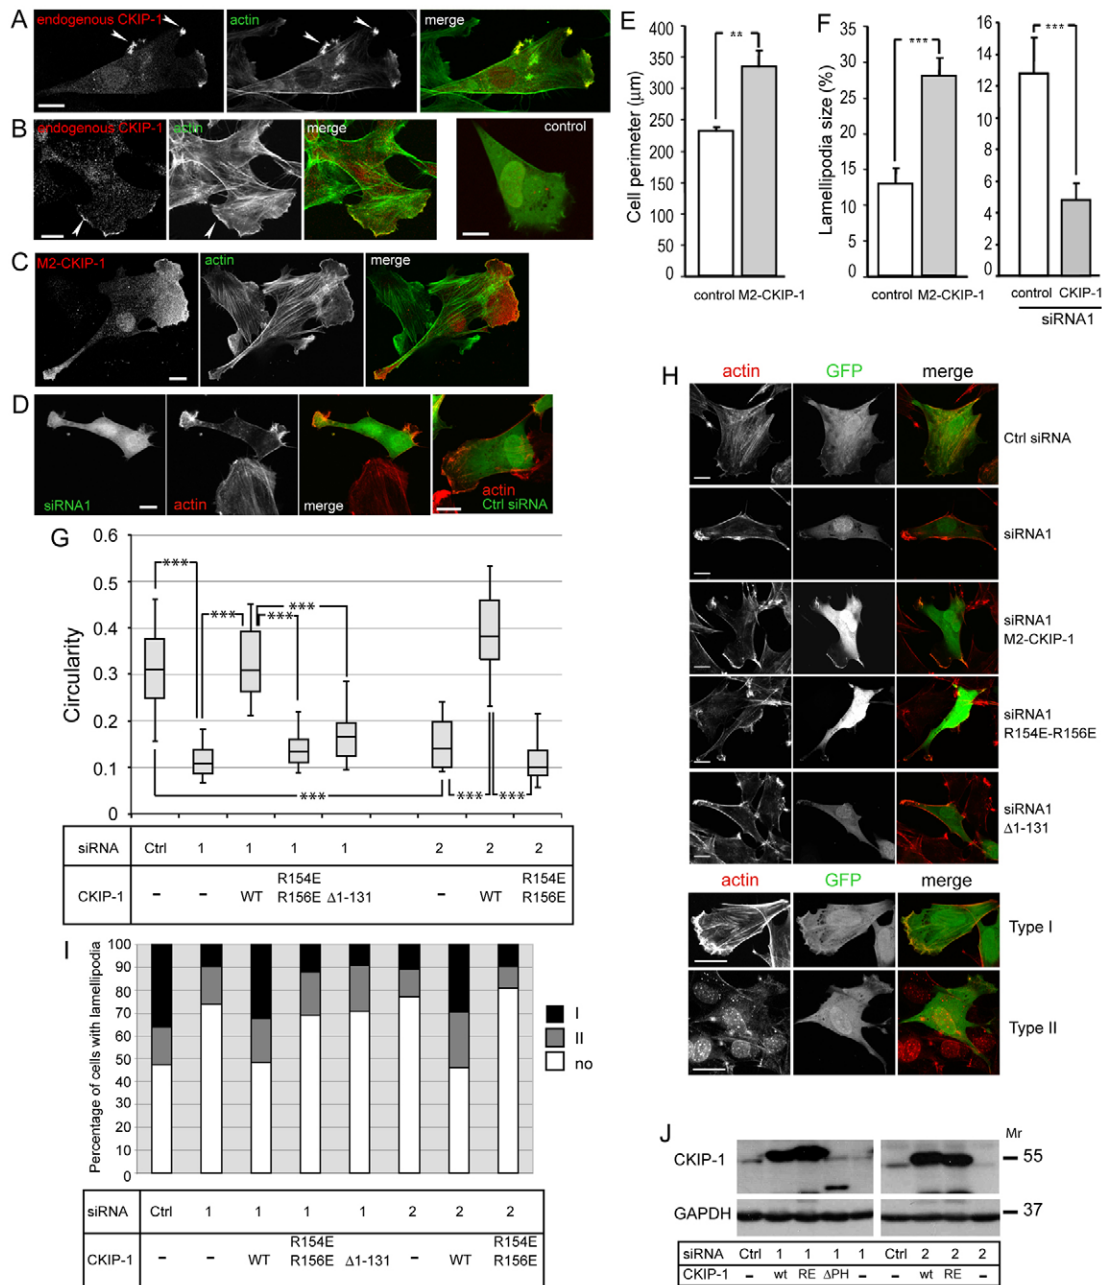 A
endogenous CKIP-1
actin
merge
B
endogenous CKIP-1
actin
merge
control
C
M2-CKIP-1
actin
merge
D
siRNA1
actin
merge
actin
Ctrl siRNA
E
Cell perimeter (µm)
400
350
300
250
200
150
100
50
0
**
control M2-CKIP-1
F
Lamellipodia size (%)
35
30
25
20
15
10
5
0
***
control M2-CKIP-1
16
14
12
10
8
6
4
2
0
***
control CKIP-1
siRNA1
G
Circularity
0.6
0.5
0.4
0.3
0.2
0.1
0
***
***
***
***
***
***
***
siRNA Ctrl 1 1 1 1 2 2 2
CKIP-1 – – WT R154E R156E Δ1-131 – WT R154E R156E
H
actin GFP merge
Ctrl siRNA
siRNA1
siRNA1
M2-CKIP-1
siRNA1
R154E-R156E
siRNA1
Δ1-131
actin GFP merge
Type I
Type II
I
Percentage of cells with lamellipodia
100
90
80
70
60
50
40
30
20
10
0
I
II
no
siRNA Ctrl 1 1 1 1 2 2 2
CKIP-1 – – WT R154E R156E Δ1-131 – WT R154E R156E
J
Mr
CKIP-1
55
GAPDH
37
siRNA Ctrl 1 1 1 1 Ctrl 2 2 2
CKIP-1 – wt RE ΔPH – – wt RE –